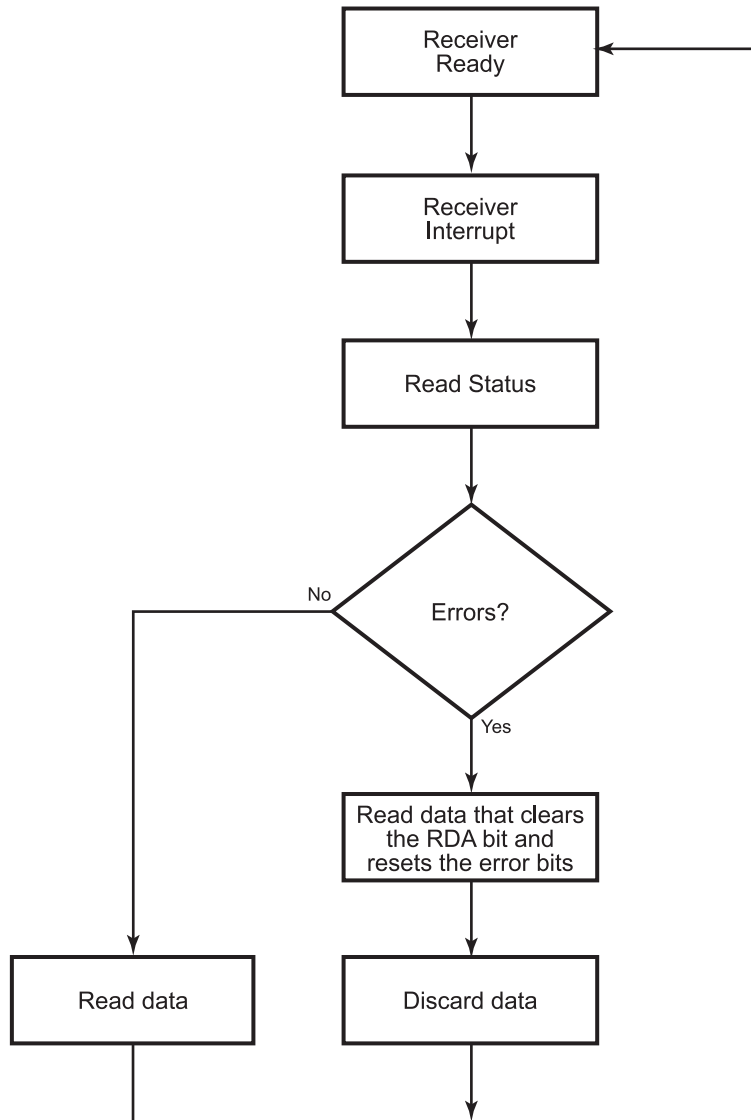 Receiver
Ready
Receiver
Interrupt
Read Status
Errors?
No
Yes
Read data that clears
the RDA bit and
resets the error bits
Read data
Discard data